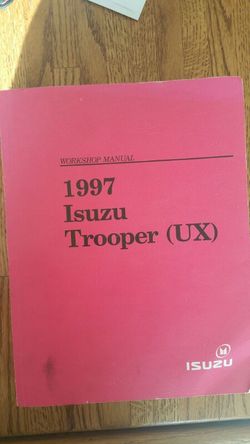 WORKSHOP MANUAL
1997
Isuzu
Trooper (UX)
ISUZU